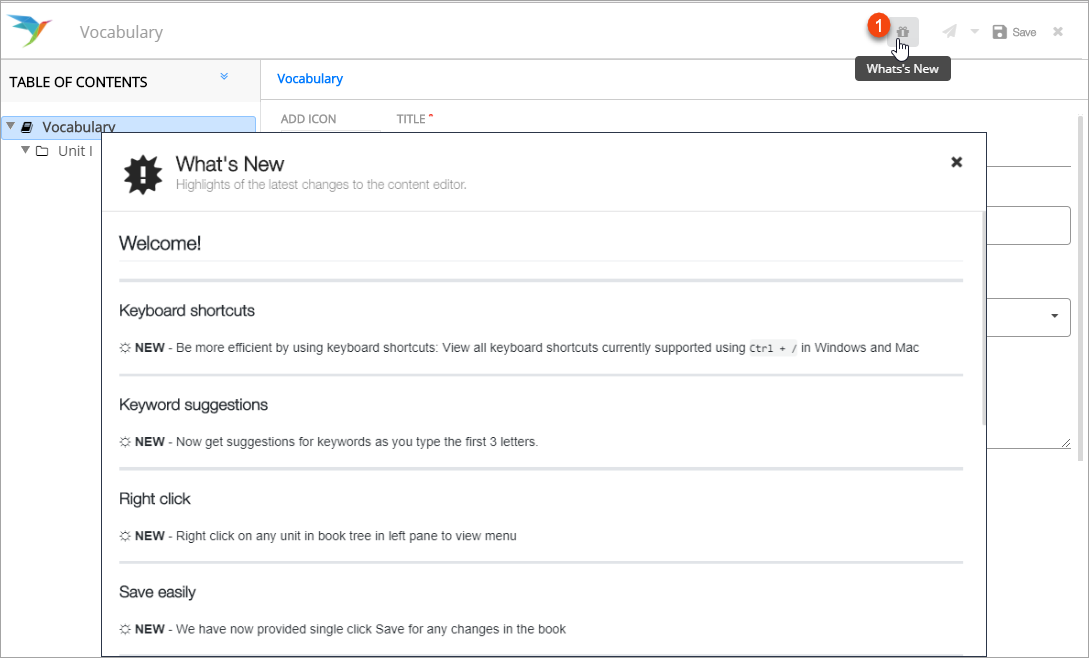 Vocabulary
1
Save
Whats's New
TABLE OF CONTENTS
Vocabulary
Vocabulary
Unit I
ADD ICON
TITLE *
What's New
Highlights of the latest changes to the content editor.
Welcome!
Keyboard shortcuts
NEW - Be more efficient by using keyboard shortcuts: View all keyboard shortcuts currently supported using Ctrl + / in Windows and Mac
Keyword suggestions
NEW - Now get suggestions for keywords as you type the first 3 letters.
Right click
NEW - Right click on any unit in book tree in left pane to view menu
Save easily
NEW - We have now provided single click Save for any changes in the book